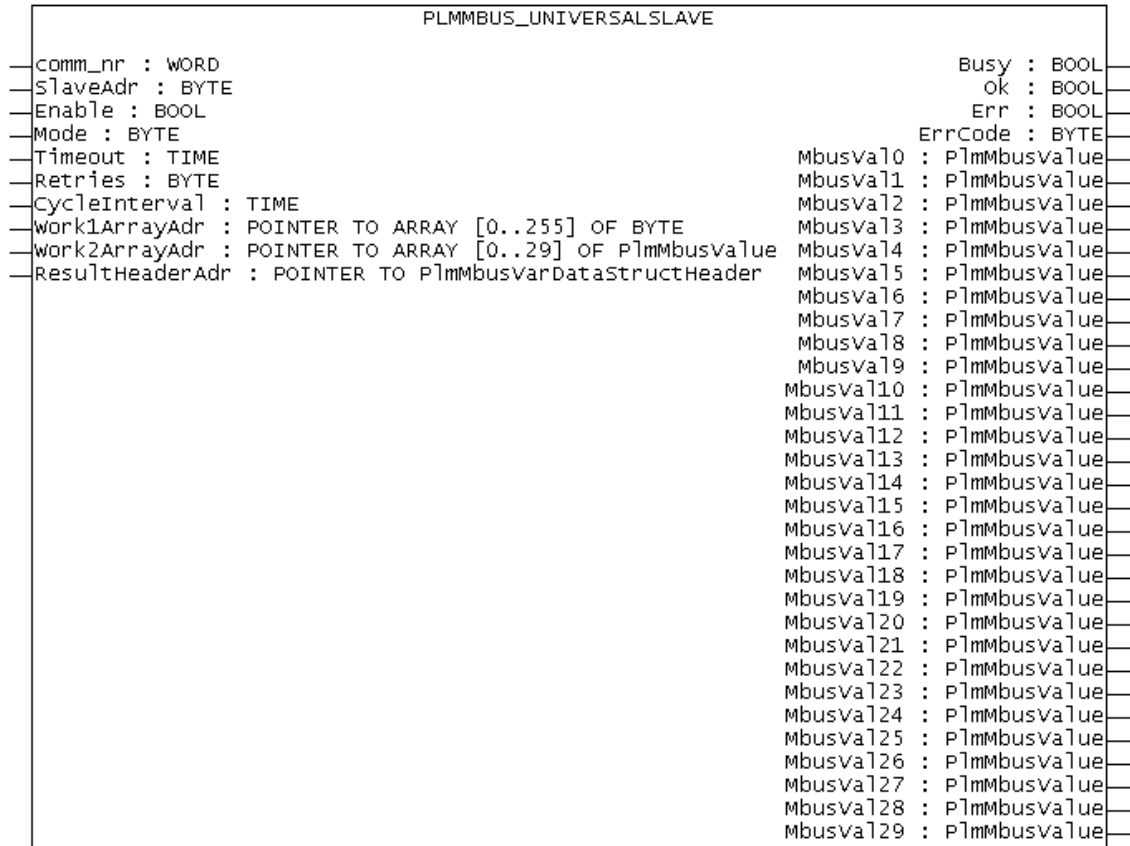 PLMMBUS_UNIVERSALSLAVE
comm_nr : WORD Busy : BOOL
SlaveAdr : BYTE Ok : BOOL
Enable : BOOL Err : BOOL
Mode : BYTE ErrCode : BYTE
Timeout : TIME MbusVal0 : PlmMbusValue
Retries : BYTE MbusVal1 : PlmMbusValue
CycleInterval : TIME MbusVal2 : PlmMbusValue
Work1ArrayAdr : POINTER TO ARRAY [0..255] OF BYTE MbusVal3 : PlmMbusValue
Work2ArrayAdr : POINTER TO ARRAY [0..29] OF PlmMbusValue MbusVal4 : PlmMbusValue
ResultHeaderAdr : POINTER TO PlmMbusVarDataStructHeader MbusVal5 : PlmMbusValue
MbusVal6 : PlmMbusValue
MbusVal7 : PlmMbusValue
MbusVal8 : PlmMbusValue
MbusVal9 : PlmMbusValue
MbusVal10 : PlmMbusValue
MbusVal11 : PlmMbusValue
MbusVal12 : PlmMbusValue
MbusVal13 : PlmMbusValue
MbusVal14 : PlmMbusValue
MbusVal15 : PlmMbusValue
MbusVal16 : PlmMbusValue
MbusVal17 : PlmMbusValue
MbusVal18 : PlmMbusValue
MbusVal19 : PlmMbusValue
MbusVal20 : PlmMbusValue
MbusVal21 : PlmMbusValue
MbusVal22 : PlmMbusValue
MbusVal23 : PlmMbusValue
MbusVal24 : PlmMbusValue
MbusVal25 : PlmMbusValue
MbusVal26 : PlmMbusValue
MbusVal27 : PlmMbusValue
MbusVal28 : PlmMbusValue
MbusVal29 : PlmMbusValue